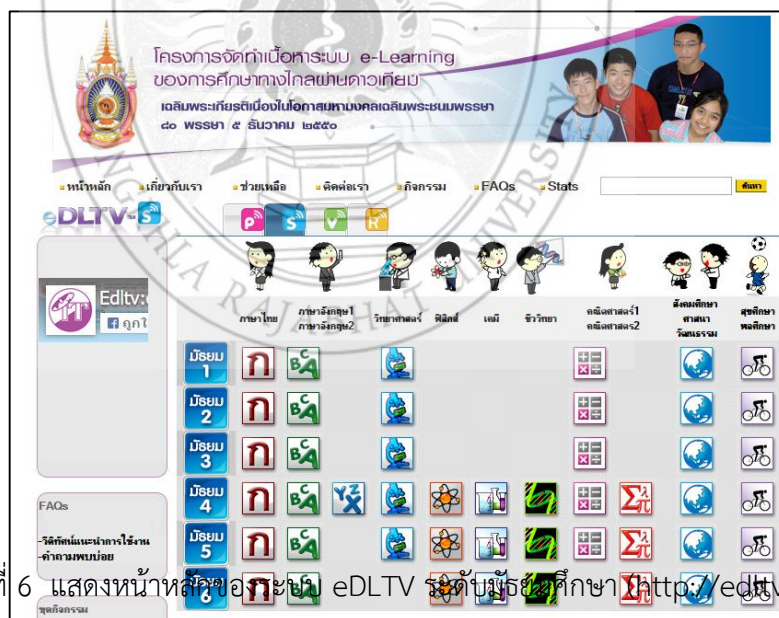 โครงการจัดทำเนื้อหาระบบ e-Learning
ของการศึกษาทางไกลผ่านดาวเทียม
เฉลิมพระเกียรติเนื่องในโอกาสมหามงคลเฉลิมพระชนมพรรษา
๘๐ พรรษา ๕ ธันวาคม ๒๕๕๐
หน้าหลัก เกี่ยวกับเรา ช่วยเหลือ ติดต่อเรา กิจกรรม FAQs Stats ค้นหา
eDLTV-S P S V R
Edltv:
ถูกใ
ภาษาไทย ภาษาอังกฤษ1 ภาษาอังกฤษ2 วิทยาศาสตร์ ฟิสิกส์ เคมี ชีววิทยา คณิตศาสตร์1 คณิตศาสตร2 สังคมศึกษา ศาสนา วัฒนธรรม สุขศึกษา พลศึกษา
มัธยม 1
มัธยม 2
มัธยม 3
มัธยม 4
มัธยม 5
มัธยม 6
FAQs
-วิดิทัศน์แนะนำการใช้งาน
-คำถามพบบ่อย
ชุดกิจกรรม
ที่ 6 แสดงหน้าหลักของระบบ eDLTV ระดับมัธยมศึกษา (http://edltv
RAJABHAT UNIVERSITY